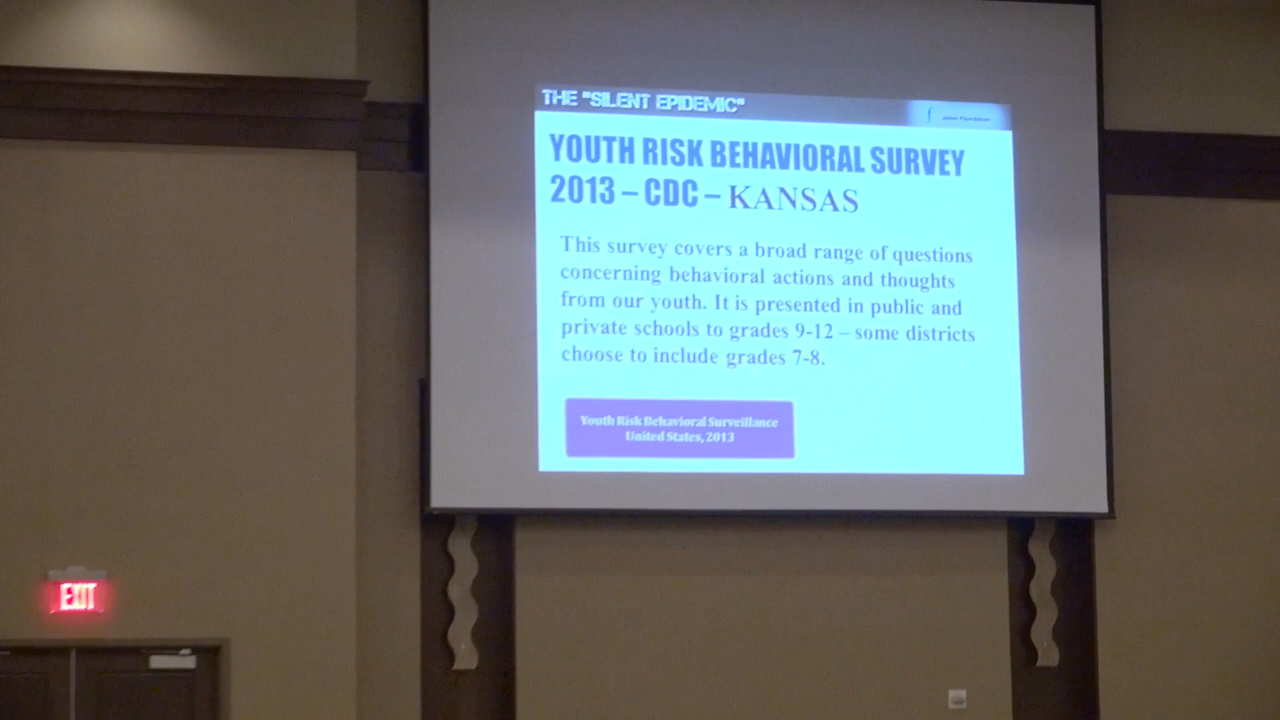 THE "SILENT EPIDEMIC"
YOUTH RISK BEHAVIORAL SURVEY
2013 – CDC – KANSAS
This survey covers a broad range of questions
concerning behavioral actions and thoughts
from our youth. It is presented in public and
private schools to grades 9-12 – some districts
choose to include grades 7-8.
Youth Risk Behavioral Surveillance
United States, 2013
EXIT